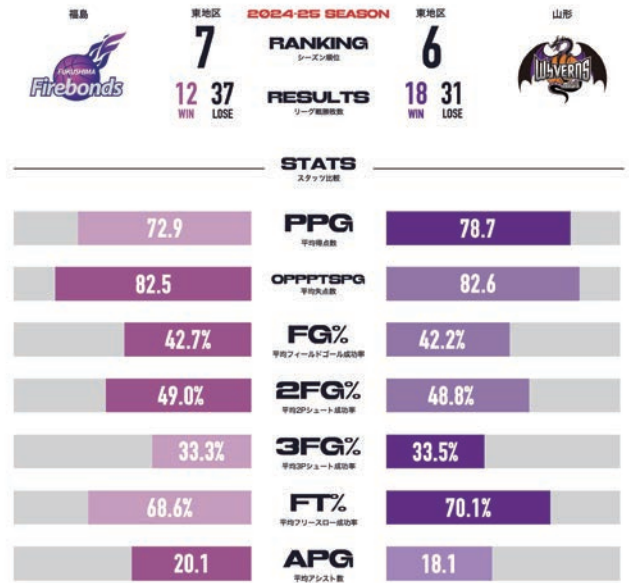 福島
東地区
2024-25 SEASON
東地区
山形
7
RANKING
シーズン順位
6
FUKUSHIMA
Firebonds
WYVERNS
12 WIN
37 LOSE
RESULTS
リーグ戦勝敗数
18 WIN
31 LOSE
STATS
スタッツ比較
72.9
PPG
平均得点数
78.7
82.5
OPPPTSPG
平均失点数
82.6
42.7%
FG%
平均フィールドゴール成功率
42.2%
49.0%
2FG%
平均2Pシュート成功率
48.8%
33.3%
3FG%
平均3Pシュート成功率
33.5%
68.6%
FT%
平均フリースロー成功率
70.1%
20.1
APG
平均アシスト数
18.1